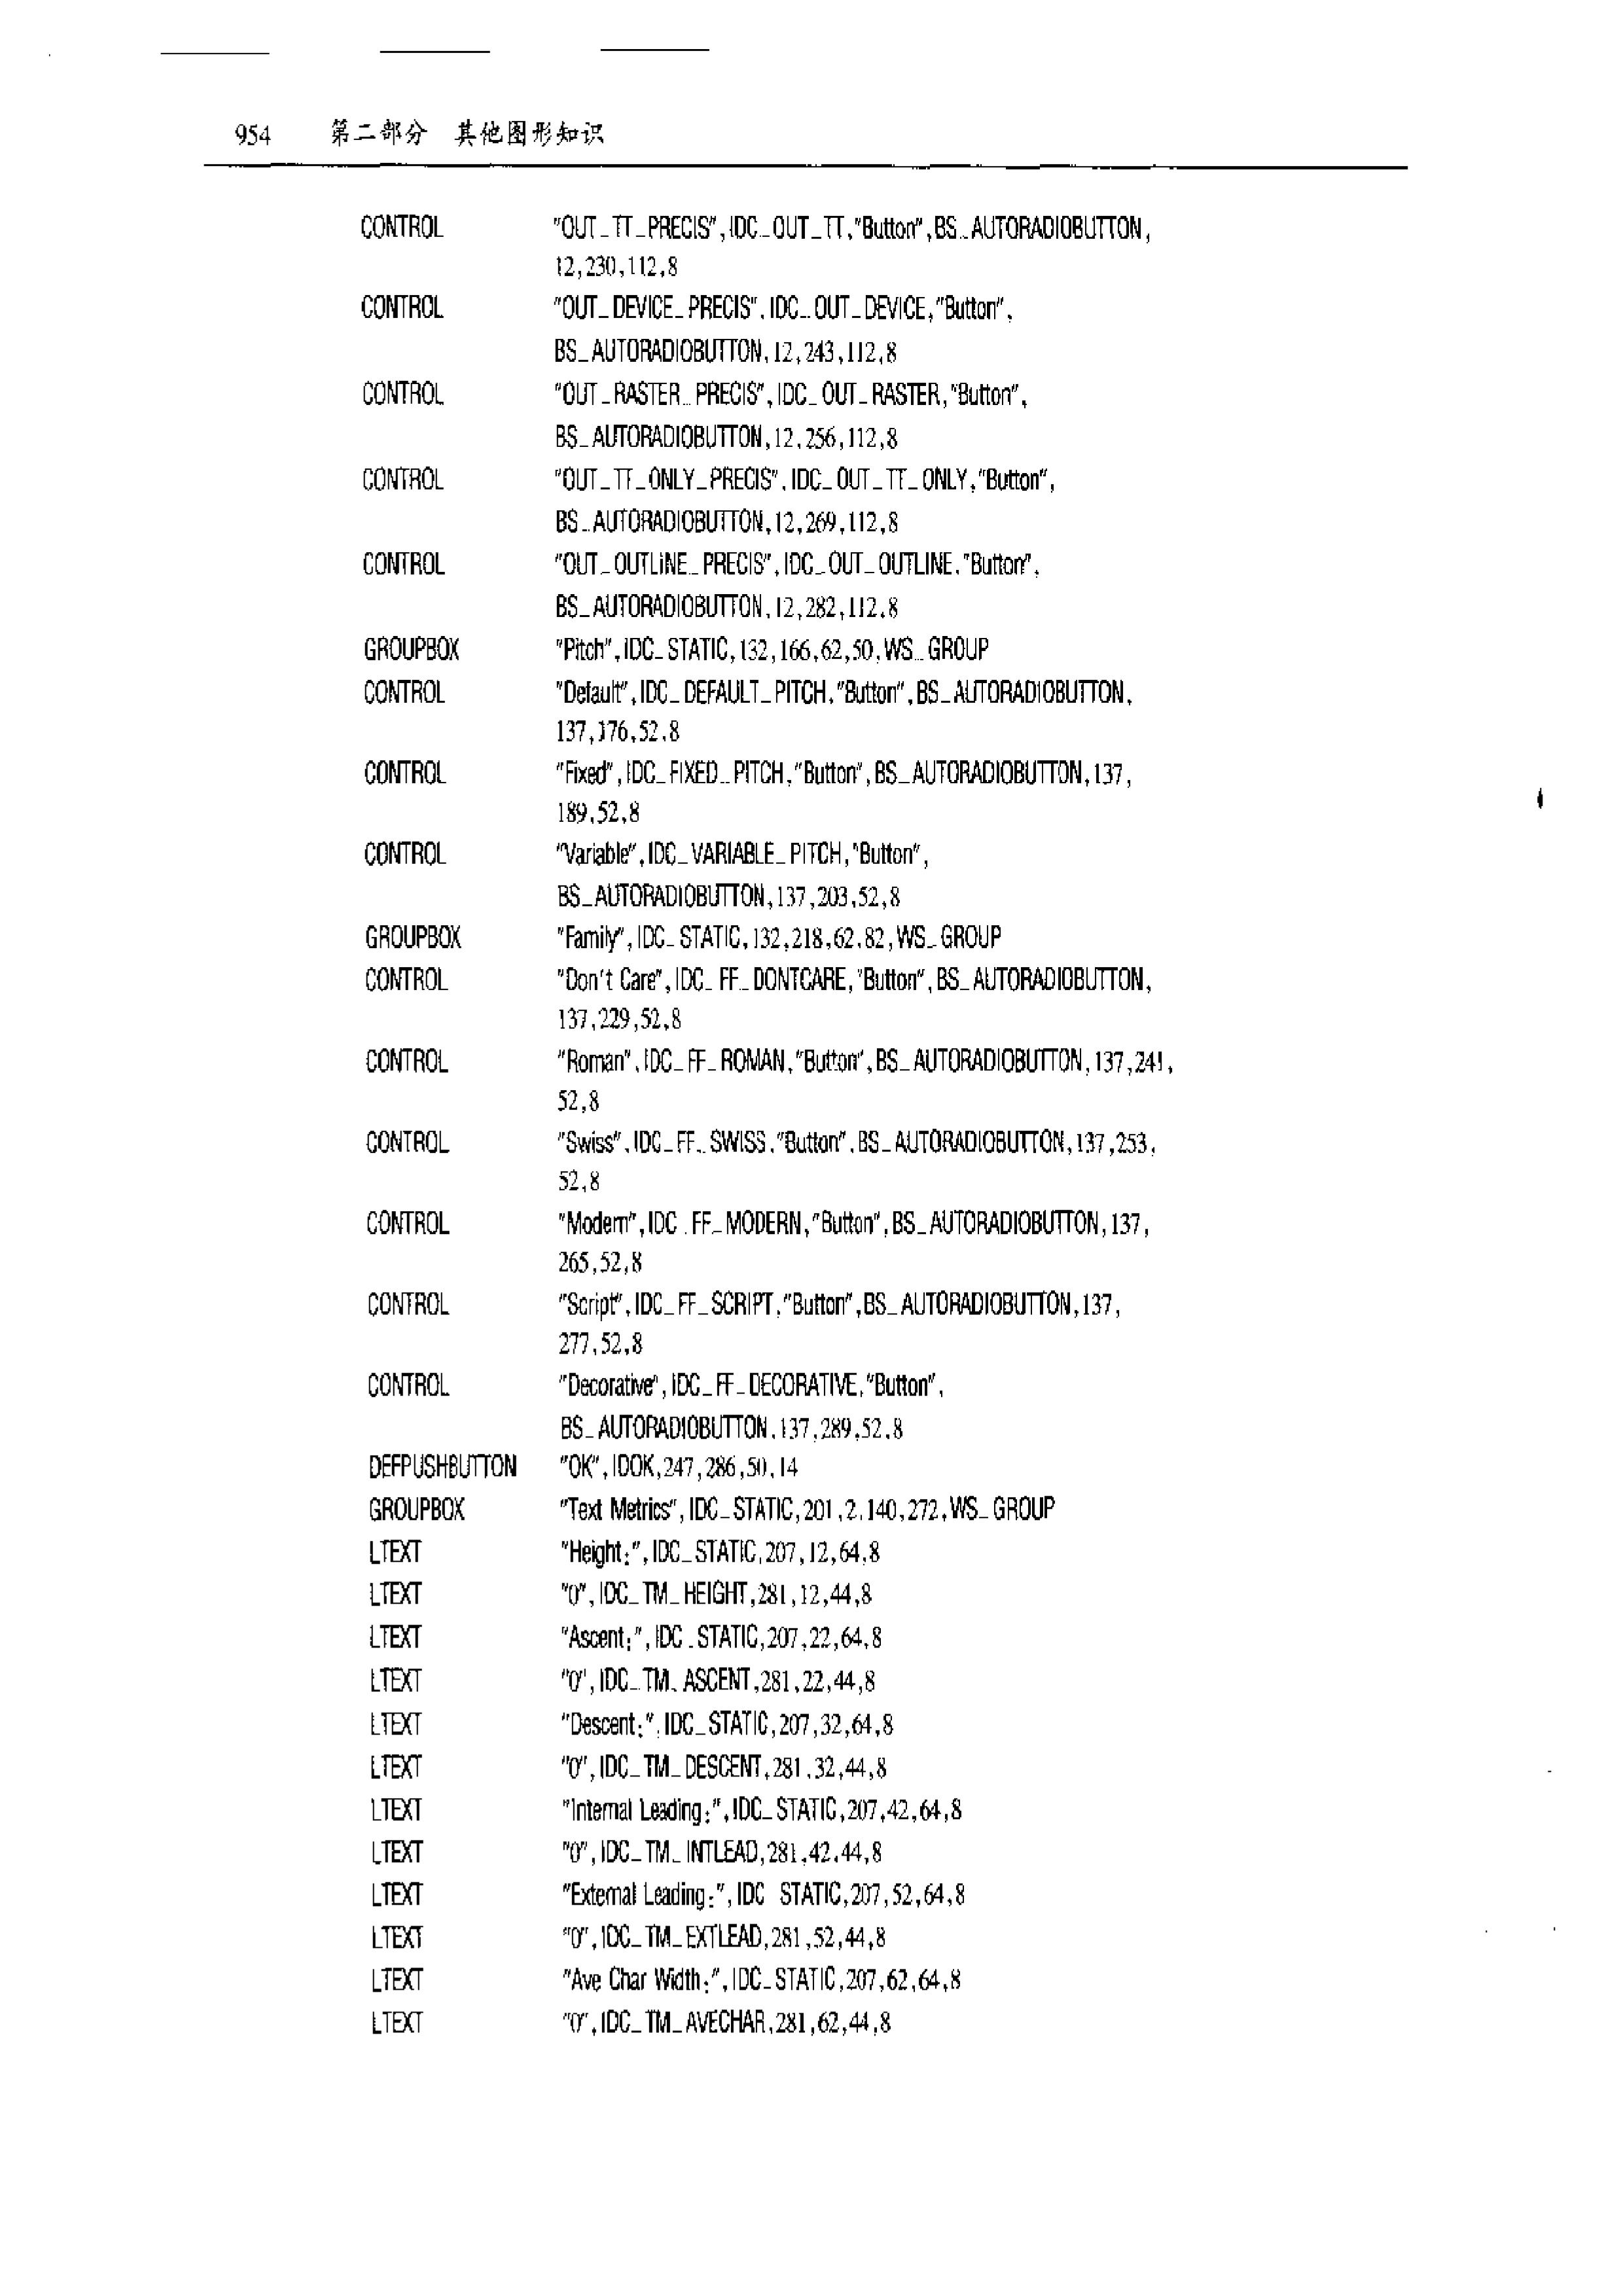 954 第二部分 其他图形知识
CONTROL "OUT_TT_PRECIS",IDC_OUT_TT,"Button",BS_AUTORADIOBUTTON,
12,230,112,8
CONTROL "OUT_DEVICE_PRECIS",IDC_OUT_DEVICE,"Button",
BS_AUTORADIOBUTTON,12,243,112,8
CONTROL "OUT_RASTER_PRECIS",IDC_OUT_RASTER,"Button",
BS_AUTORADIOBUTTON,12,256,112,8
CONTROL "OUT_TT_ONLY_PRECIS",IDC_OUT_TT_ONLY,"Button",
BS_AUTORADIOBUTTON,12,269,112,8
CONTROL "OUT_OUTLINE_PRECIS",IDC_OUT_OUTLINE,"Button",
BS_AUTORADIOBUTTON,12,282,112,8
GROUPBOX "Pitch",IDC_STATIC,132,166,62,50,WS_GROUP
CONTROL "Default",IDC_DEFAULT_PITCH,"Button",BS_AUTORADIOBUTTON,
137,176,52,8
CONTROL "Fixed",IDC_FIXED_PITCH,"Button",BS_AUTORADIOBUTTON,137,
189,52,8
CONTROL "Variable",IDC_VARIABLE_PITCH,"Button",
BS_AUTORADIOBUTTON,137,203,52,8
GROUPBOX "Family",IDC_STATIC,132,218,62,82,WS_GROUP
CONTROL "Don't Care",IDC_FF_DONTCARE,"Button",BS_AUTORADIOBUTTON,
137,229,52,8
CONTROL "Roman",IDC_FF_ROMAN,"Button",BS_AUTORADIOBUTTON,137,241,
52,8
CONTROL "Swiss",IDC_FF_SWISS,"Button",BS_AUTORADIOBUTTON,137,253,
52,8
CONTROL "Modern",IDC_FF_MODERN,"Button",BS_AUTORADIOBUTTON,137,
265,52,8
CONTROL "Script",IDC_FF_SCRIPT,"Button",BS_AUTORADIOBUTTON,137,
277,52,8
CONTROL "Decorative",IDC_FF_DECORATIVE,"Button",
BS_AUTORADIOBUTTON,137,289,52,8
DEFPUSHBUTTON "OK",IDOK,247,286,50,14
GROUPBOX "Text Metrics",IDC_STATIC,201,2,140,272,WS_GROUP
LTEXT "Height:",IDC_STATIC,207,12,64,8
LTEXT "0",IDC_TM_HEIGHT,281,12,44,8
LTEXT "Ascent:",IDC_STATIC,207,22,64,8
LTEXT "0",IDC_TM_ASCENT,281,22,44,8
LTEXT "Descent:",IDC_STATIC,207,32,64,8
LTEXT "0",IDC_TM_DESCENT,281,32,44,8
LTEXT "Internal Leading:",IDC_STATIC,207,42,64,8
LTEXT "0",IDC_TM_INTLEAD,281,42,44,8
LTEXT "External Leading:",IDC_STATIC,207,52,64,8
LTEXT "0",IDC_TM_EXTLEAD,281,52,44,8
LTEXT "Ave Char Width:",IDC_STATIC,207,62,64,8
LTEXT "0",IDC_TM_AVECHAR,281,62,44,8